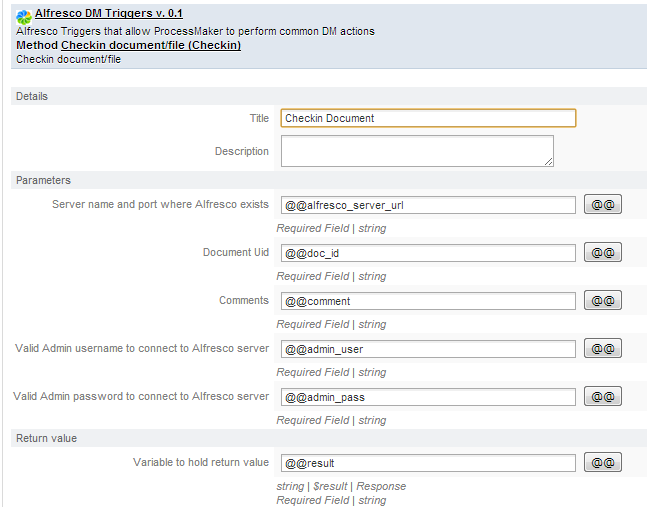 Alfresco DM Triggers v. 0.1
Alfresco Triggers that allow ProcessMaker to perform common DM actions
Method Checkin document/file (Checkin)
Checkin document/file
Details
Title Checkin Document
Description
Parameters
Server name and port where Alfresco exists @@alfresco_server_url @@
Required Field | string
Document Uid @@doc_id @@
Required Field | string
Comments @@comment @@
Required Field | string
Valid Admin username to connect to Alfresco server @@admin_user @@
Required Field | string
Valid Admin password to connect to Alfresco server @@admin_pass @@
Required Field | string
Return value
Variable to hold return value @@result @@
string | $result | Response
Required Field | string